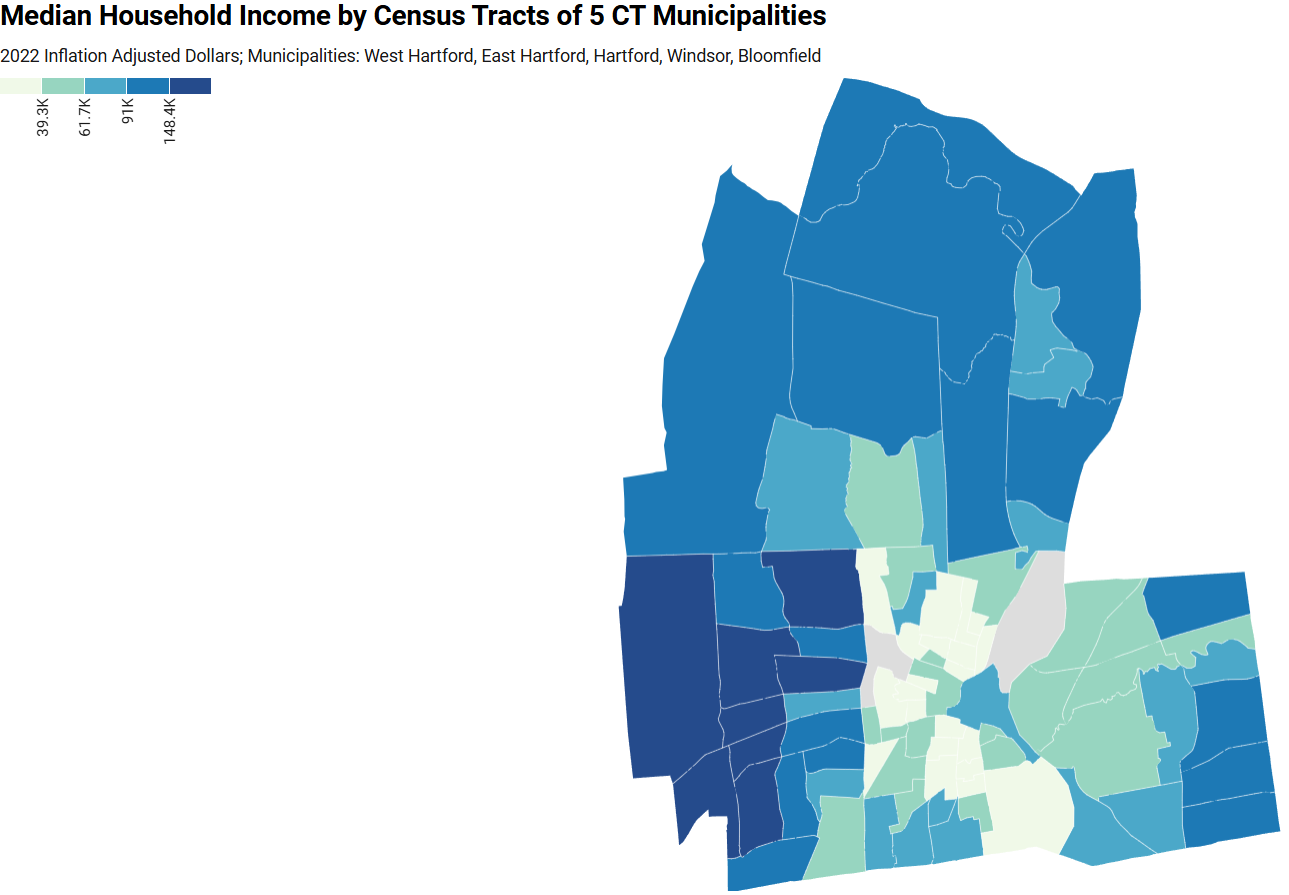 Median Household Income by Census Tracts of 5 CT Municipalities
2022 Inflation Adjusted Dollars; Municipalities: West Hartford, East Hartford, Hartford, Windsor, Bloomfield
39.3K
61.7K
91K
148.4K